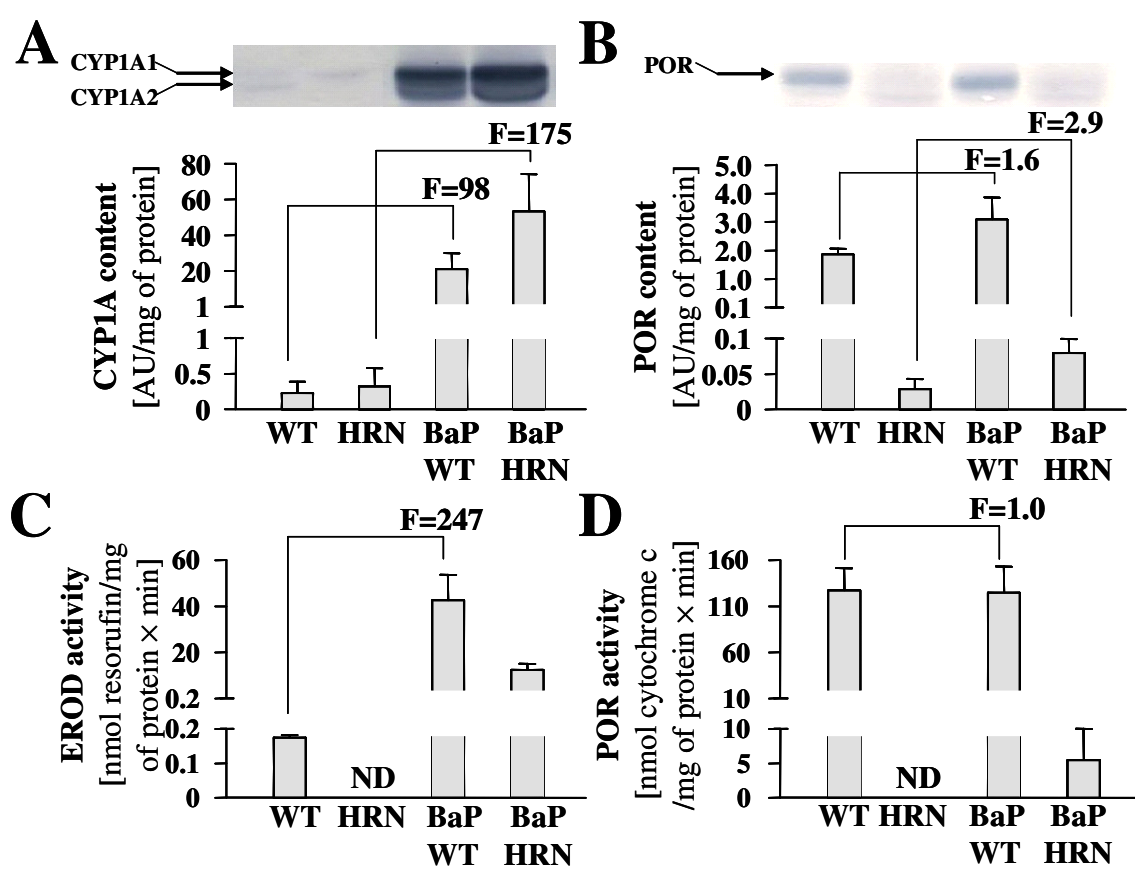 A
CYP1A1
CYP1A2
F=175
F=98
CYP1A content
[AU/mg of protein]
80
60
40
20
1
1
0.5
0
WT HRN BaP BaP
WT HRN
B
POR
F=2.9
F=1.6
POR content
[AU/mg of protein]
5.0
4.0
3.0
2.0
1.0
0.1
0.1
0.05
0
WT HRN BaP BaP
WT HRN
C
F=247
EROD activity
[nmol resorufin/mg
of protein × min]
60
40
20
0.2
0.2
0.1
0
ND
WT HRN BaP BaP
WT HRN
D
F=1.0
POR activity
[nmol cytochrome c
/mg of protein × min]
160
110
60
10
10
5
0
ND
WT HRN BaP BaP
WT HRN